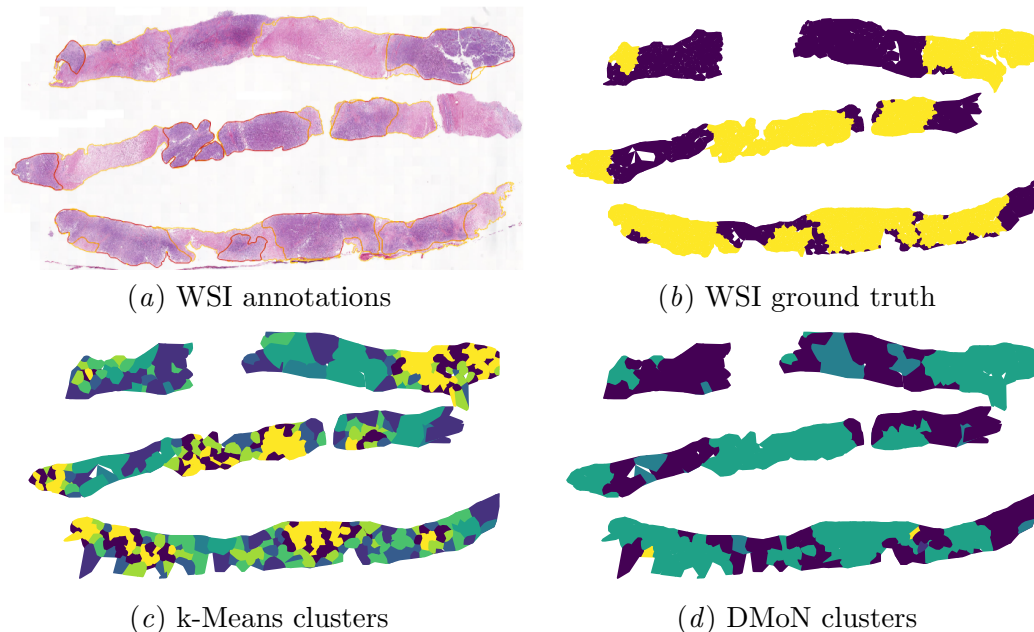 (a) WSI annotations
(b) WSI ground truth
(c) k-Means clusters
(d) DMoN clusters